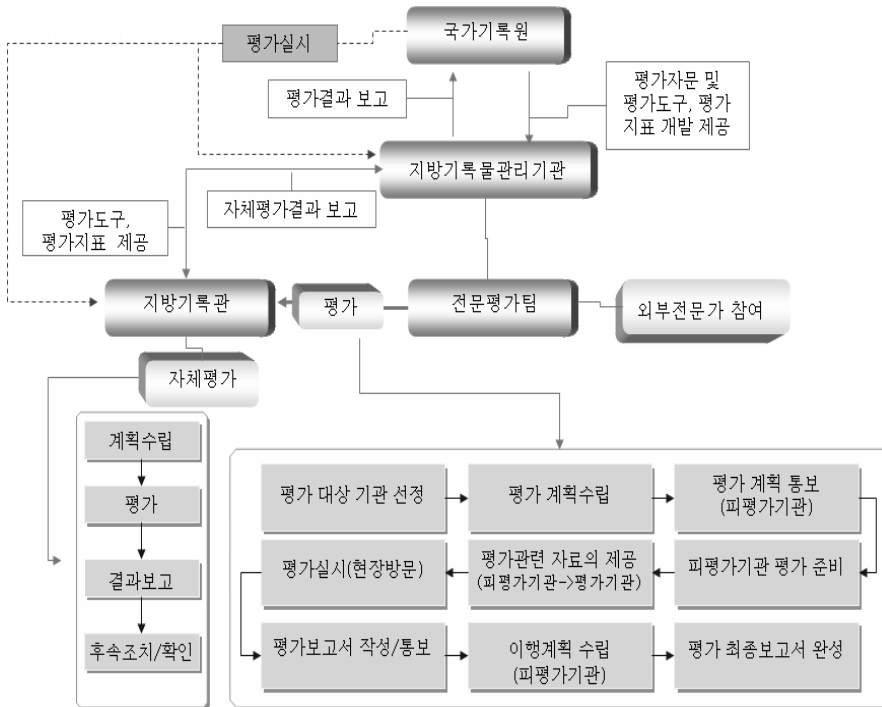 국가기록원
평가실시
평가결과 보고
평가자문 및
평가도구, 평가
지표 개발 제공
지방기록물관리기관
자체평가결과 보고
평가도구,
평가지표 제공
지방기록관
평가
전문평가팀
외부전문가 참여
자체평가
계획수립
평가
결과보고
후속조치/확인
평가 대상 기관 선정
평가 계획수립
평가 계획 통보
(피평가기관)
평가실시(현장방문)
평가관련 자료의 제공
(피평가기관->평가기관)
피평가기관 평가 준비
평가보고서 작성/통보
이행계획 수립
(피평가기관)
평가 최종보고서 완성